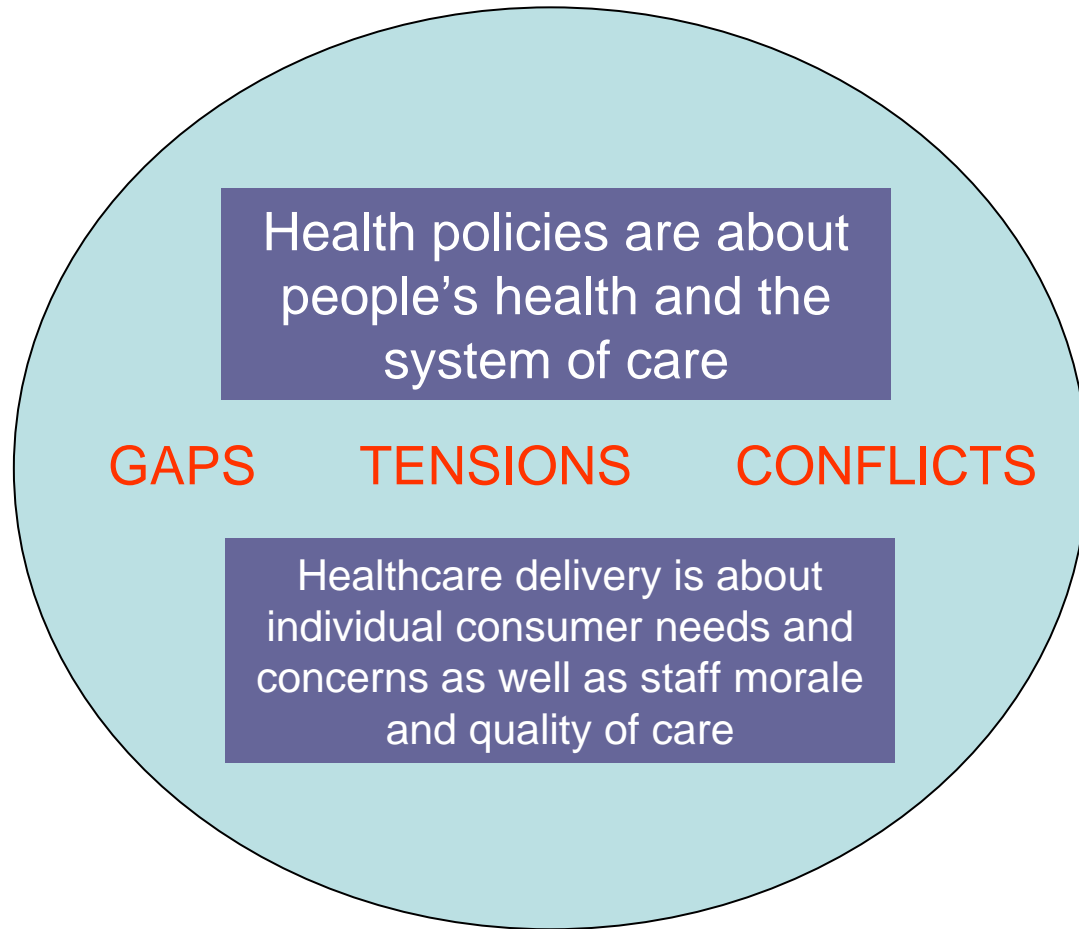 Health policies are about
people’s health and the
system of care
GAPS TENSIONS CONFLICTS
Healthcare delivery is about
individual consumer needs and
concerns as well as staff morale
and quality of care